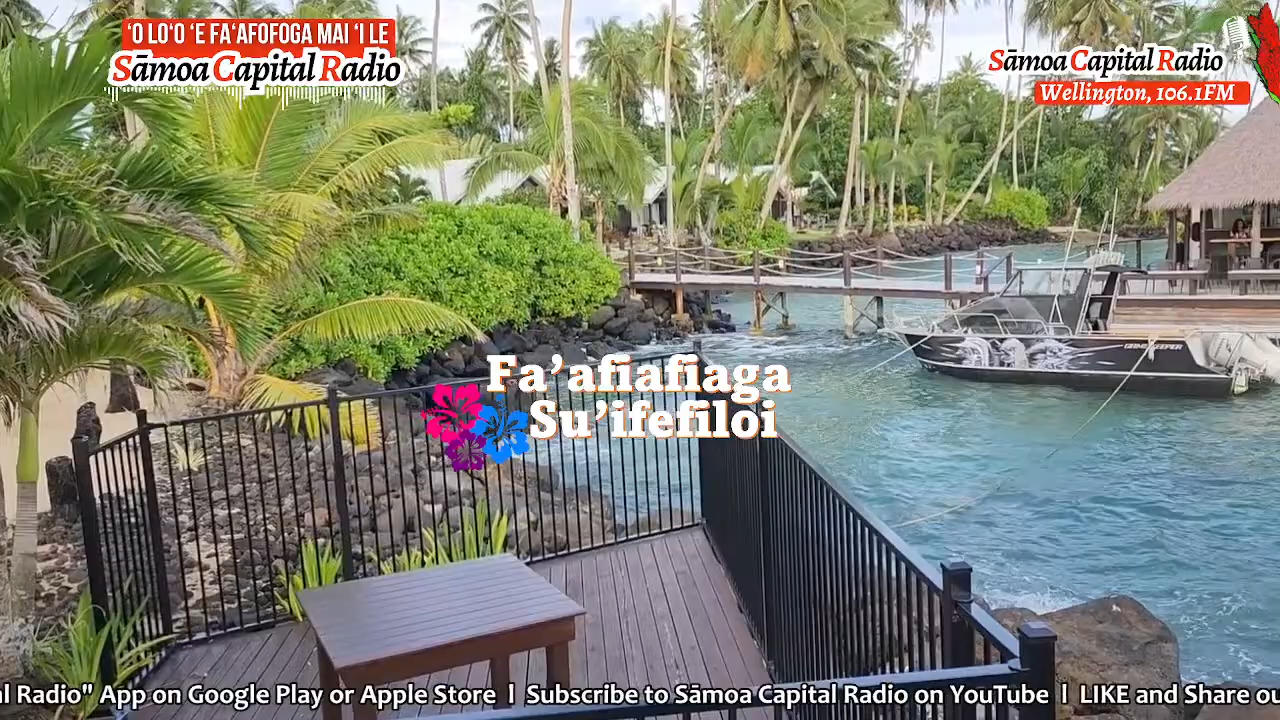 ‘O LO‘O ‘E FA‘AFOFOGA MAI ‘I LE
Sāmoa Capital Radio
Sāmoa Capital Radio
Wellington, 106.1FM
Fa’afiafiaga
Su’ifefiloi
al Radio" App on Google Play or Apple Store l Subscribe to Sāmoa Capital Radio on YouTube l LIKE and Share ou